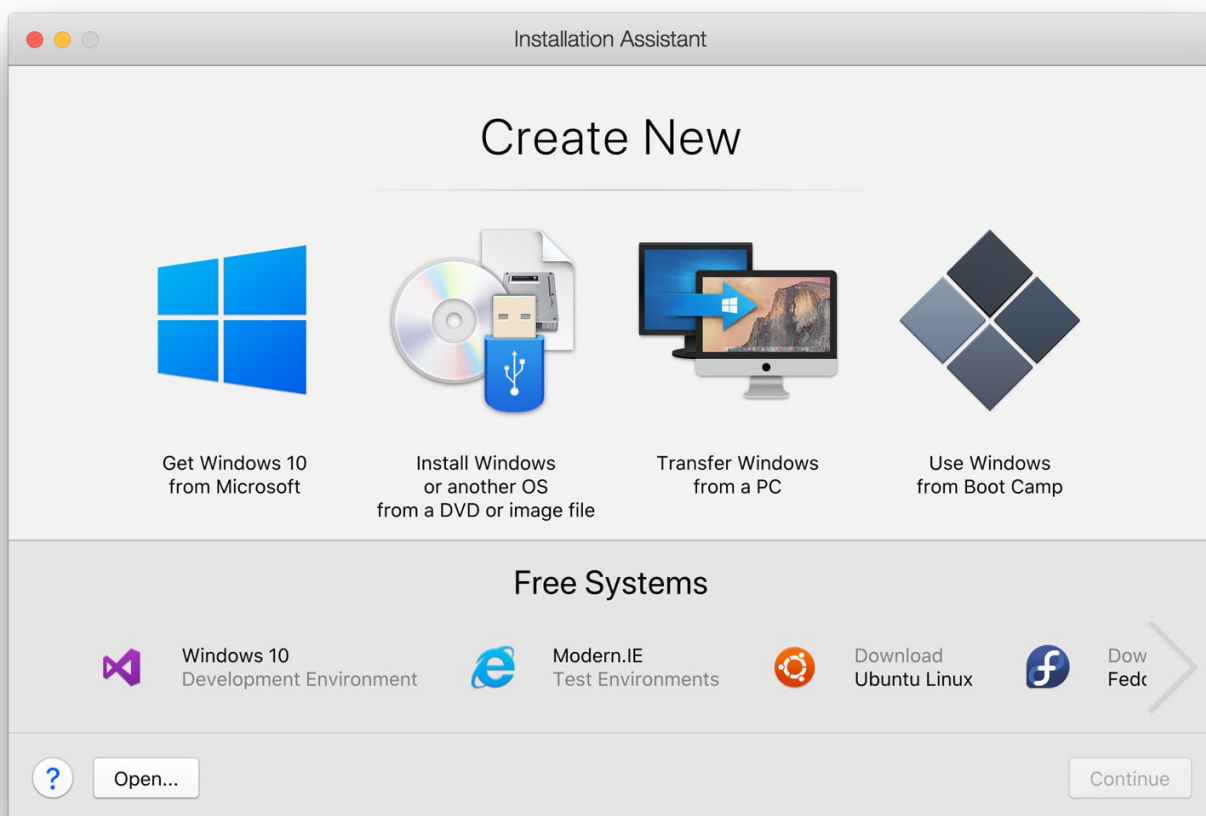 Installation Assistant
Create New
Get Windows 10
from Microsoft
Install Windows
or another OS
from a DVD or image file
Transfer Windows
from a PC
Use Windows
from Boot Camp
Free Systems
Windows 10
Development Environment
Modern.IE
Test Environments
Download
Ubuntu Linux
Dow
Fedo
?
Open...
Continue